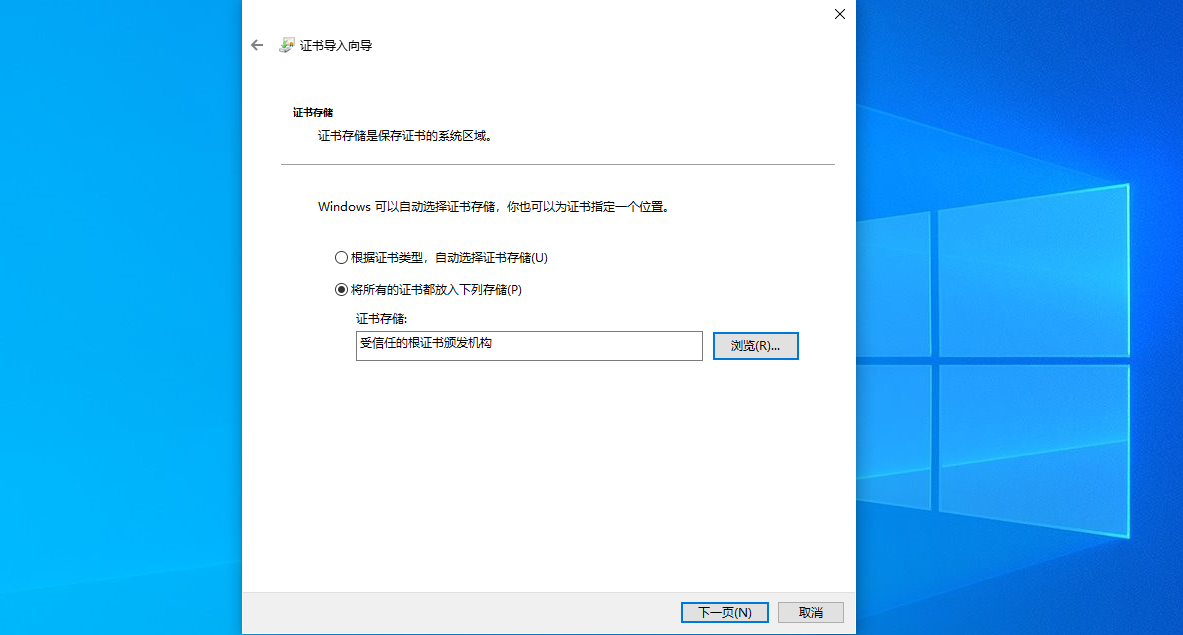 证书导入向导
证书存储
证书存储是保存证书的系统区域。
Windows 可以自动选择证书存储，你也可以为证书指定一个位置。
根据证书类型，自动选择证书存储(U)
将所有的证书都放入下列存储(P)
证书存储:
受信任的根证书颁发机构
浏览(R)...
下一页(N)
取消